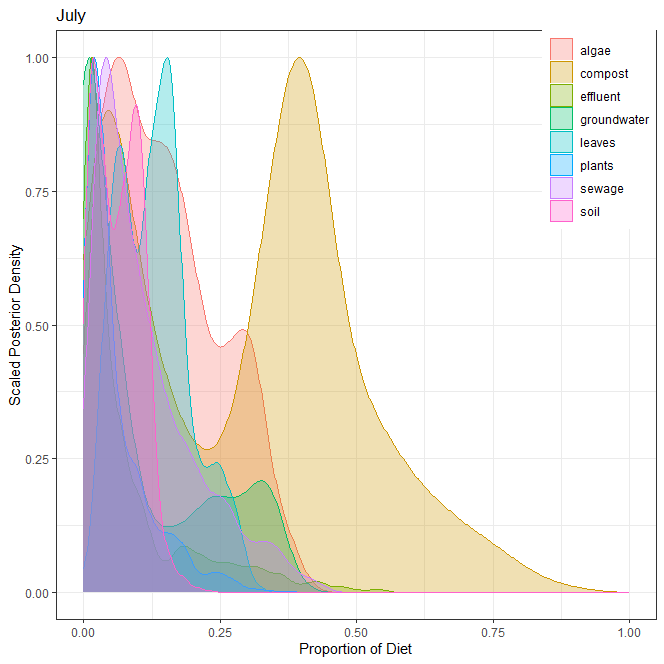 July
1.00
0.75
0.50
0.25
0.00
Scaled Posterior Density
0.00
0.25
0.50
0.75
1.00
Proportion of Diet
algae
compost
effluent
groundwater
leaves
plants
sewage
soil